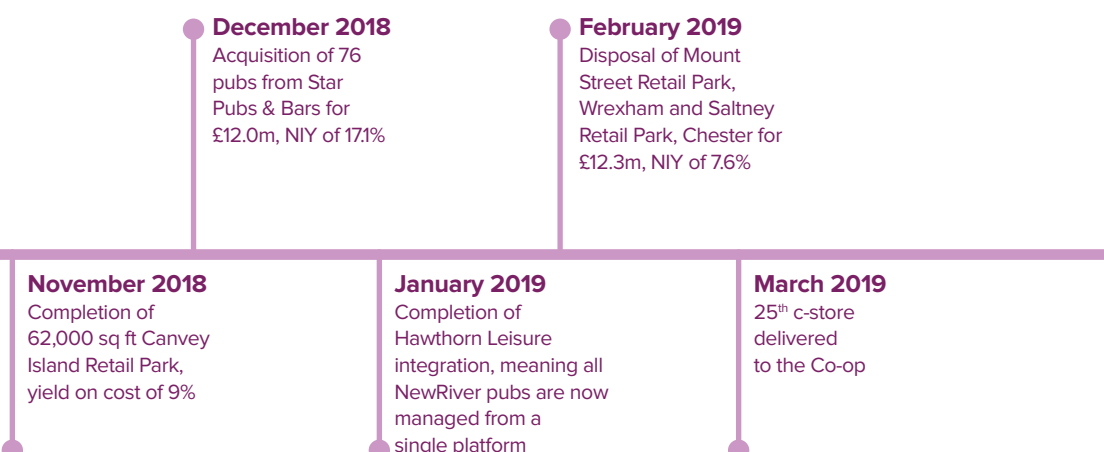 December 2018
Acquisition of 76
pubs from Star
Pubs & Bars for
£12.0m, NIY of 17.1%
February 2019
Disposal of Mount
Street Retail Park,
Wrexham and Saltney
Retail Park, Chester for
£12.3m, NIY of 7.6%
November 2018
Completion of
62,000 sq ft Canvey
Island Retail Park,
yield on cost of 9%
January 2019
Completion of
Hawthorn Leisure
integration, meaning all
NewRiver pubs are now
managed from a
single platform
March 2019
25th c-store
delivered
to the Co-op